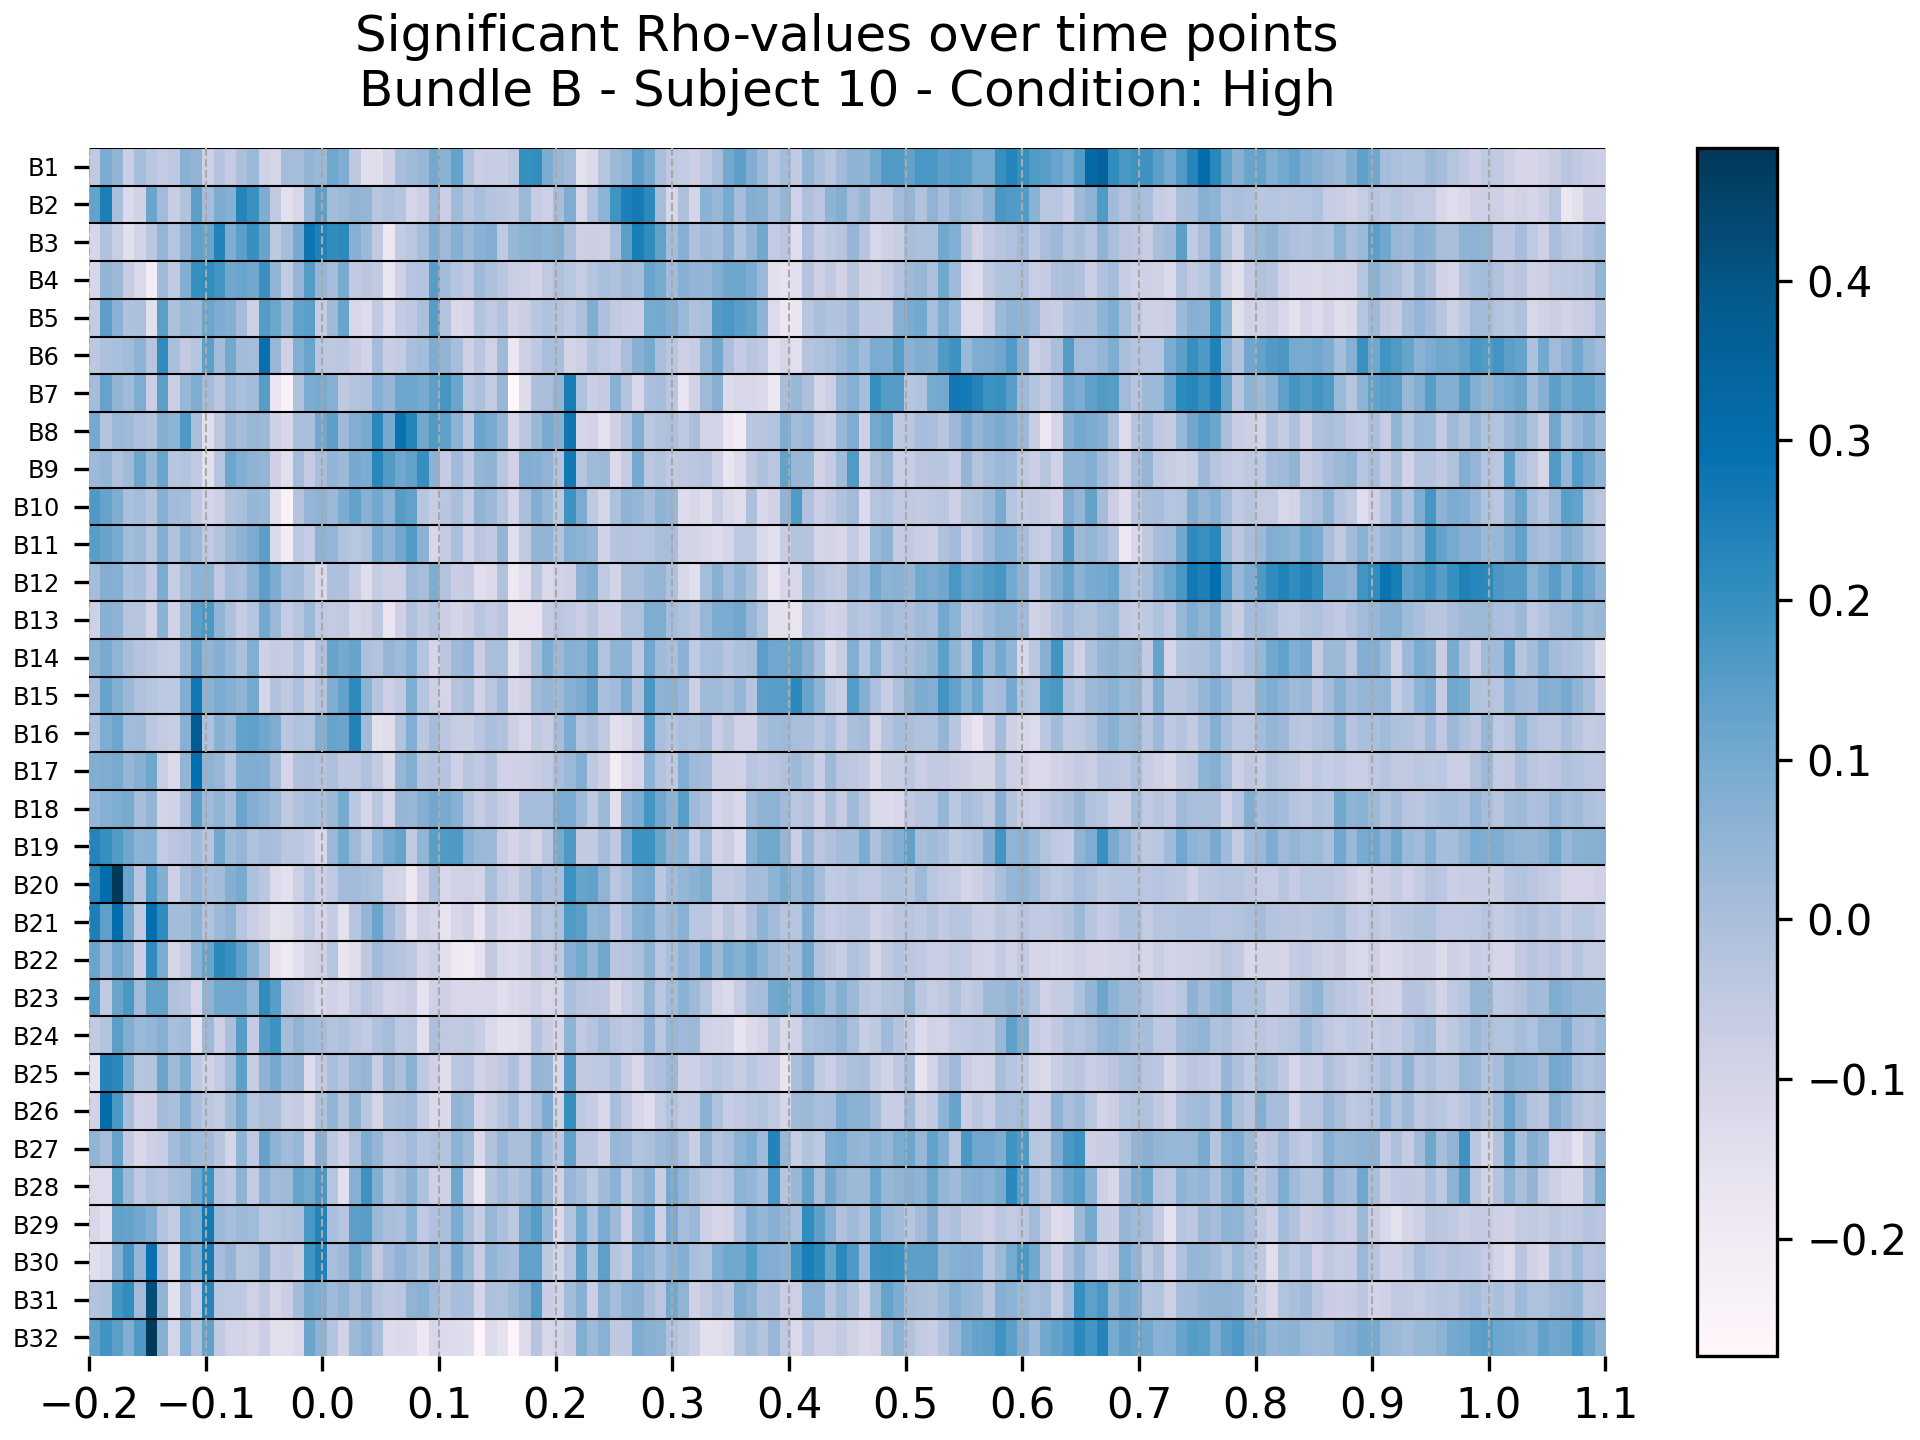 Significant Rho-values over time points
Bundle B - Subject 10 - Condition: High
B1
B2
B3
B4
B5
B6
B7
B8
B9
B10
B11
B12
B13
B14
B15
B16
B17
B18
B19
B20
B21
B22
B23
B24
B25
B26
B27
B28
B29
B30
B31
B32
−0.2 −0.1 0.0 0.1 0.2 0.3 0.4 0.5 0.6 0.7 0.8 0.9 1.0 1.1
0.4
0.3
0.2
0.1
0.0
−0.1
−0.2